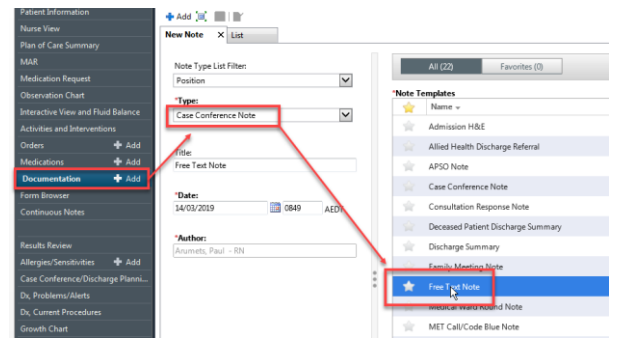 Patient Information
Nurse View
Plan of Care Summary
MAR
Medication Request
Observation Chart
Interactive View and Fluid Balance
Activities and Interventions
Orders + Add
Medications + Add
Documentation + Add
Form Browser
Continuous Notes
Results Review
Allergies/Sensitivities + Add
Case Conference/Discharge Planni...
Dx, Problems/Alerts
Dx, Current Procedures
Growth Chart
+ Add
New Note X List
Note Type List Filter:
Position
*Type:
Case Conference Note
Title:
Free Text Note
*Date:
14/03/2019 0849 AEDT
*Author:
Arumets, Paul - RN
All (22) Favorites (0)
*Note Templates
Name
Admission H&E
Allied Health Discharge Referral
APSO Note
Case Conference Note
Consultation Response Note
Deceased Patient Discharge Summary
Discharge Summary
Family Meeting Note
Free Text Note
Medical Ward Round Note
MET Call/Code Blue Note